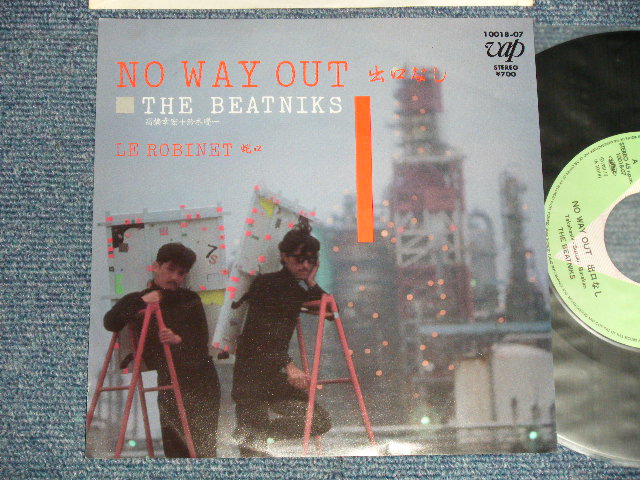 10018-07
vap
STEREO
¥700
NO WAY OUT 出口なし
THE BEATNIKS
高橋幸宏+鈴木慶一
LE ROBINET 蛇口
A
NO WAY OUT 出口なし
THE BEATNIKS